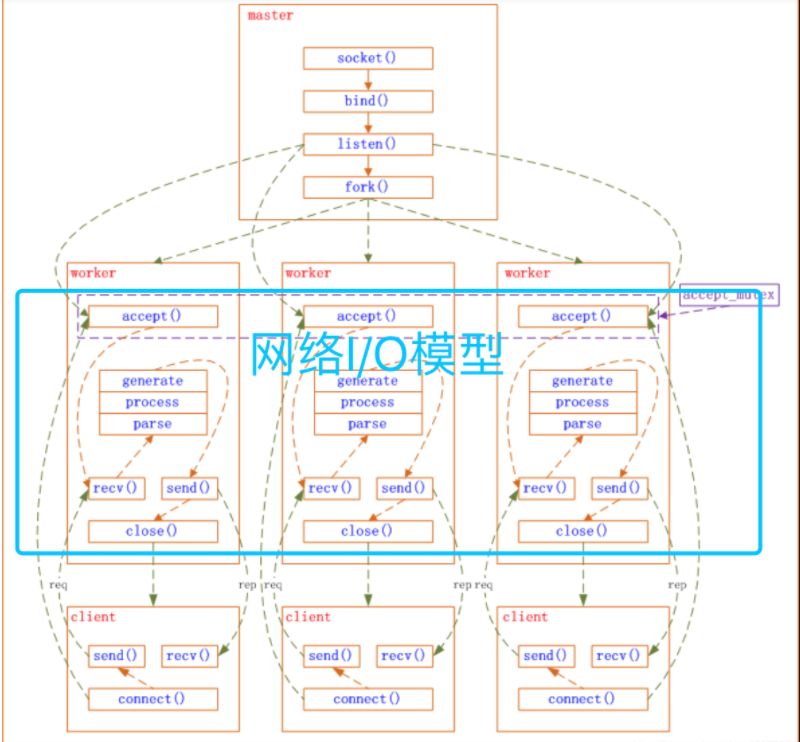 master
socket()
bind()
listen()
fork()
worker
worker
worker
accept_mutex
accept()
accept()
accept()
网络I/O模型
generate
generate
generate
process
process
process
parse
parse
parse
recv()
send()
recv()
send()
recv()
send()
close()
close()
close()
req
rep
req
rep
req
rep
client
client
client
send()
recv()
send()
recv()
send()
recv()
connect()
connect()
connect()